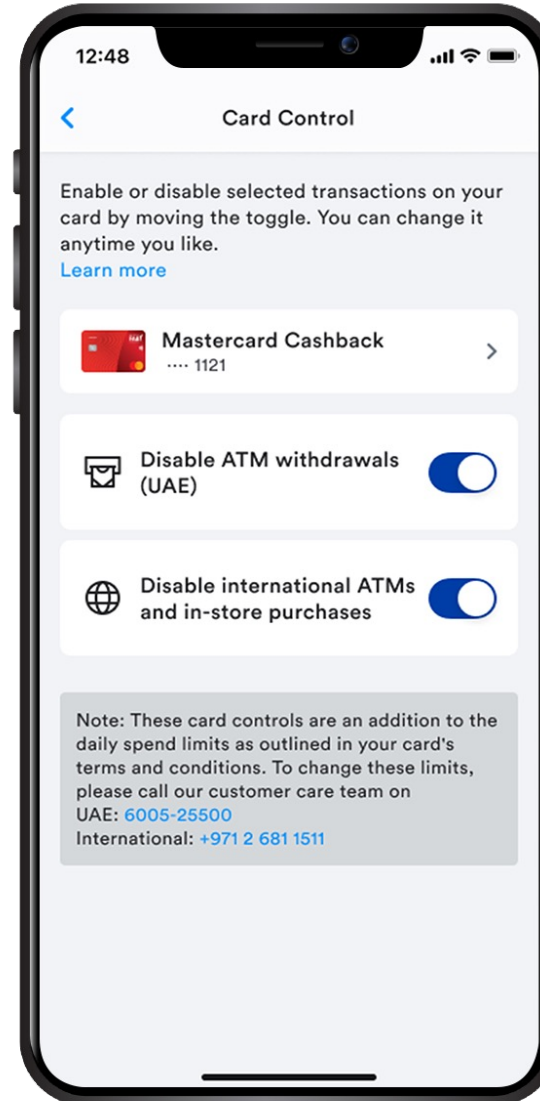 12:48
Card Control
Enable or disable selected transactions on your
card by moving the toggle. You can change it
anytime you like.
Learn more
Mastercard Cashback
···· 1121
Disable ATM withdrawals
(UAE)
Disable international ATMs
and in-store purchases
Note: These card controls are an addition to the
daily spend limits as outlined in your card's
terms and conditions. To change these limits,
please call our customer care team on
UAE: 6005-25500
International: +971 2 681 1511